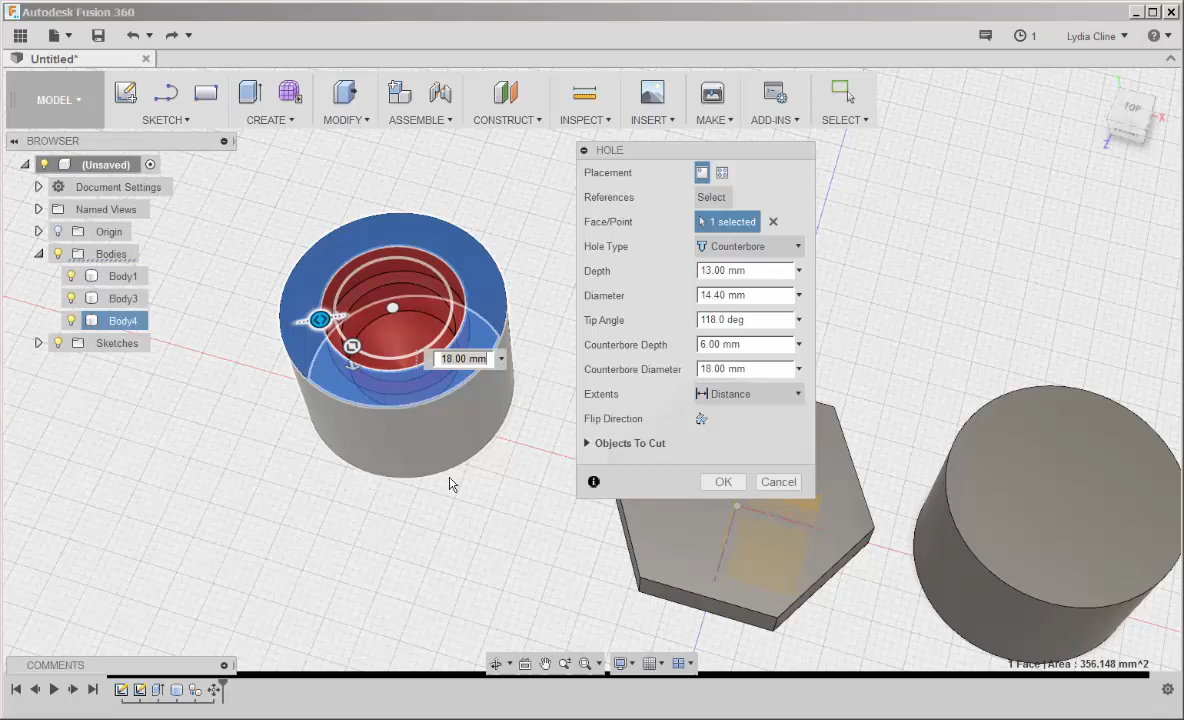 Autodesk Fusion 360
1
Lydia Cline
Untitled*
MODEL
SKETCH
CREATE
MODIFY
ASSEMBLE
CONSTRUCT
INSPECT
INSERT
MAKE
ADD-INS
SELECT
TOP
X
Z
BROWSER
(Unsaved)
Document Settings
Named Views
Origin
Bodies
Body1
Body3
Body4
Sketches
18.00 mm
HOLE
Placement
References Select
Face/Point 1 selected
Hole Type Counterbore
Depth 13.00 mm
Diameter 14.40 mm
Tip Angle 118.0 deg
Counterbore Depth 6.00 mm
Counterbore Diameter 18.00 mm
Extents Distance
Flip Direction
Objects To Cut
OK Cancel
COMMENTS
1 Face | Area : 356.148 mm^2